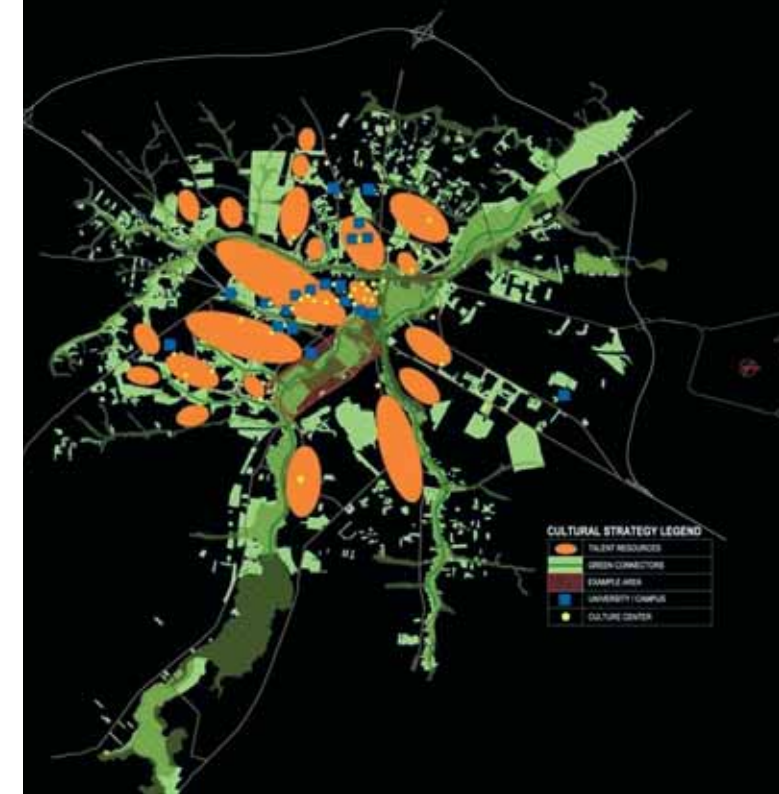 CULTURAL STRATEGY LEGEND
TALENT RESOURCES
GREEN CONNECTORS
EXAMPLE AREA
UNIVERSITY / CAMPUS
CULTURE CENTER